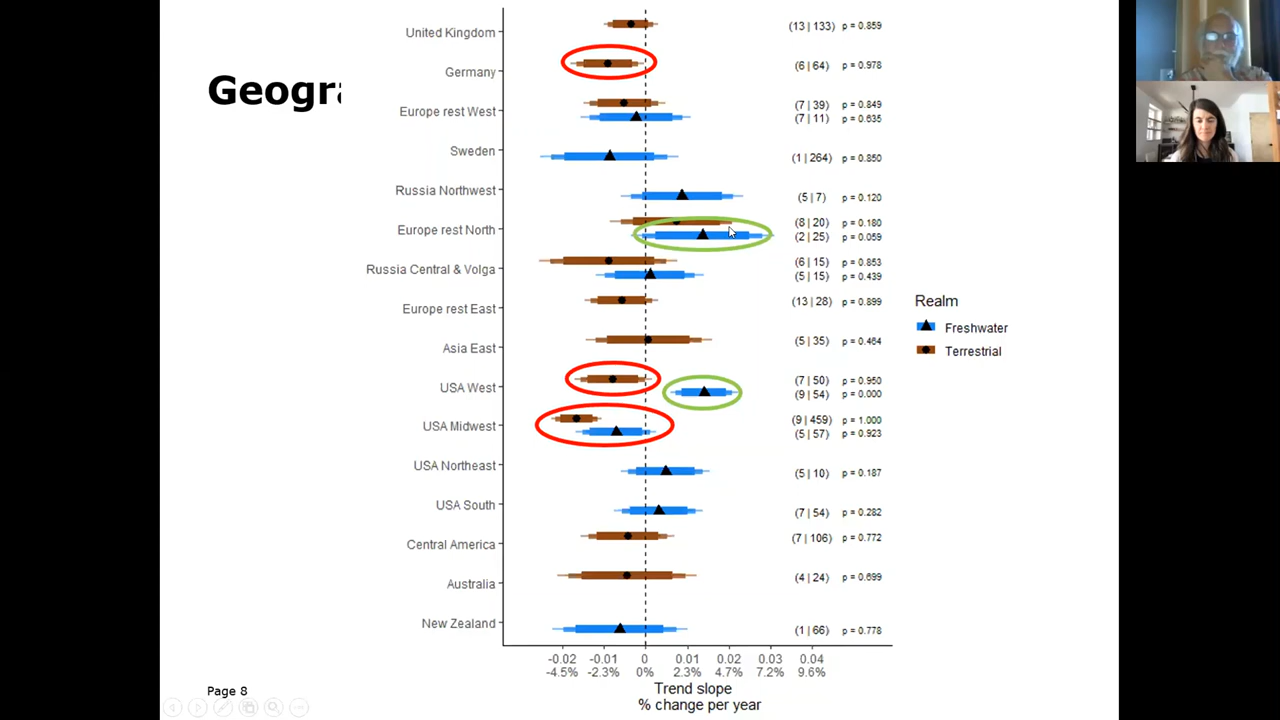 Geogra
United Kingdom (13 | 133) p = 0.859
Germany (6 | 64) p = 0.978
Europe rest West (7 | 39) p = 0.849
(7 | 11) p = 0.635
Sweden (1 | 264) p = 0.850
Russia Northwest (5 | 7) p = 0.120
Europe rest North (8 | 20) p = 0.180
(2 | 25) p = 0.059
Russia Central & Volga (6 | 15) p = 0.853
(5 | 15) p = 0.439
Europe rest East (13 | 28) p = 0.899
Asia East (5 | 35) p = 0.464
USA West (7 | 50) p = 0.950
(9 | 54) p = 0.000
USA Midwest (9 | 459) p = 1.000
(5 | 57) p = 0.923
USA Northeast (5 | 10) p = 0.187
USA South (7 | 54) p = 0.282
Central America (7 | 106) p = 0.772
Australia (4 | 24) p = 0.699
New Zealand (1 | 66) p = 0.778
Realm
Freshwater
Terrestrial
-0.02 -0.01 0 0.01 0.02 0.03 0.04
-4.5% -2.3% 0% 2.3% 4.7% 7.2% 9.6%
Trend slope
% change per year
Page 8